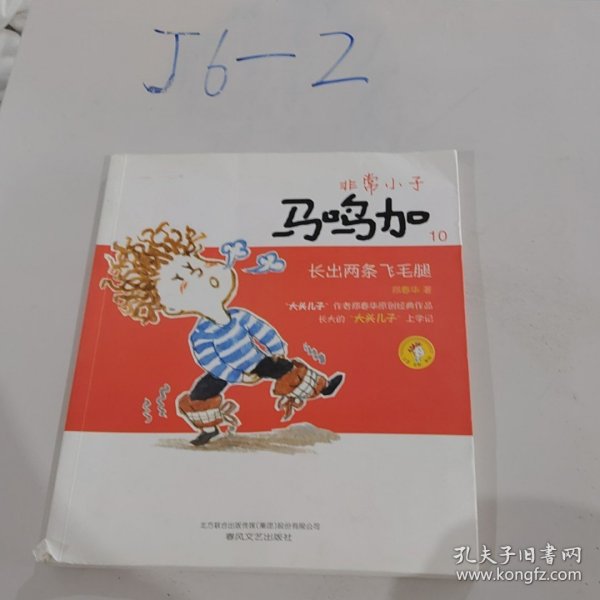 J6-2
非常小子
马鸣加
10
长出两条飞毛腿
郑春华 著
"大头儿子"作者郑春华原创经典作品
长大的"大头儿子"上学记
北方联合出版传媒(集团)股份有限公司
春风文艺出版社
孔夫子旧书网
www.kongfz.com